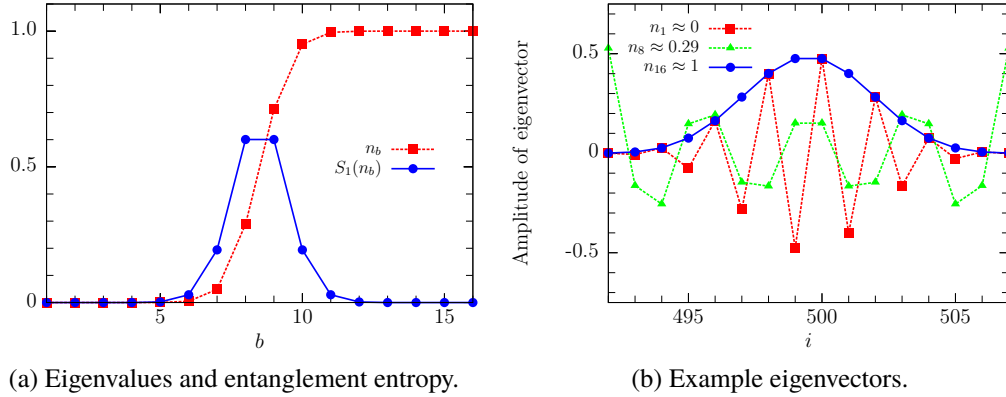 1.0
0.5
0
5
10
15
b
n_b
S_1(n_b)
(a) Eigenvalues and entanglement entropy.
Amplitude of eigenvector
0.5
0
-0.5
495
500
505
i
n_1 ≈ 0
n_8 ≈ 0.29
n_16 ≈ 1
(b) Example eigenvectors.